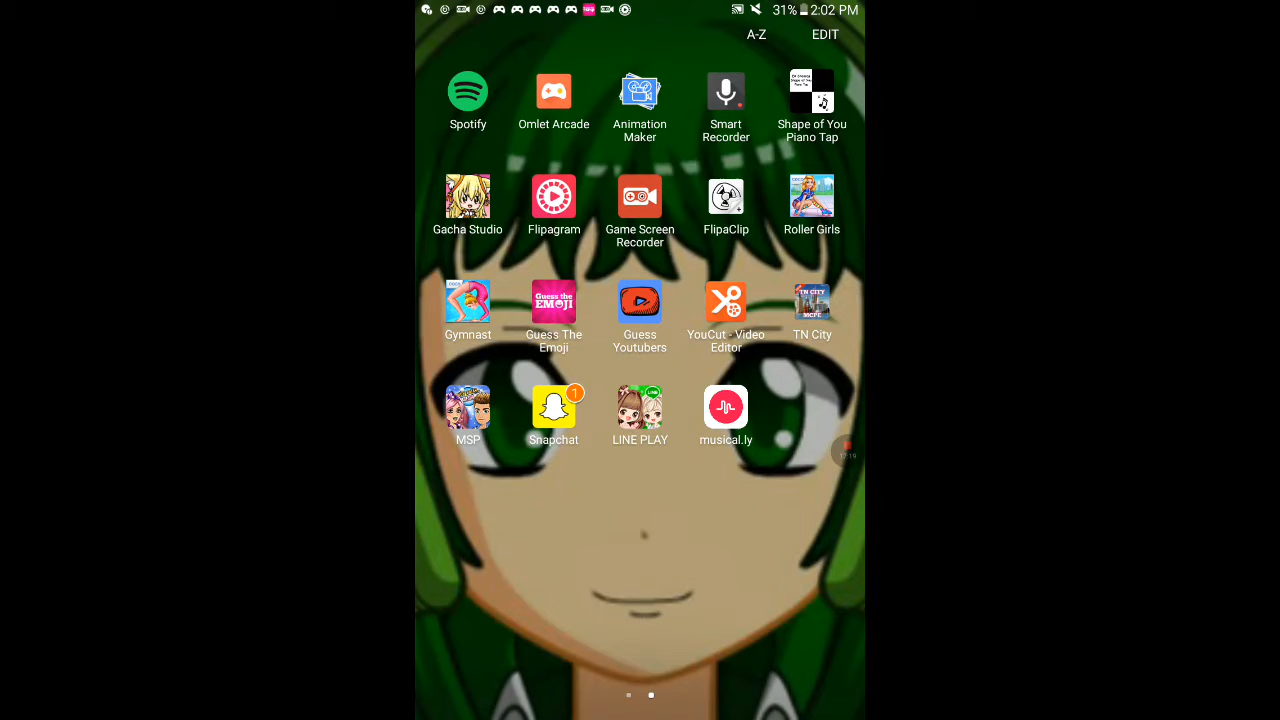 31% 2:02 PM
A-Z EDIT
Spotify
Omlet Arcade
Animation
Maker
Smart
Recorder
Shape of You
Piano Tap
Gacha Studio
Flipagram
Game Screen
Recorder
FlipaClip
Roller Girls
Guess the
EMOJI
TN CITY
MCPE
Gymnast
Guess The
Emoji
Guess
Youtubers
YouCut - Video
Editor
TN City
1
LINE
MSP
Snapchat
LINE PLAY
musical.ly